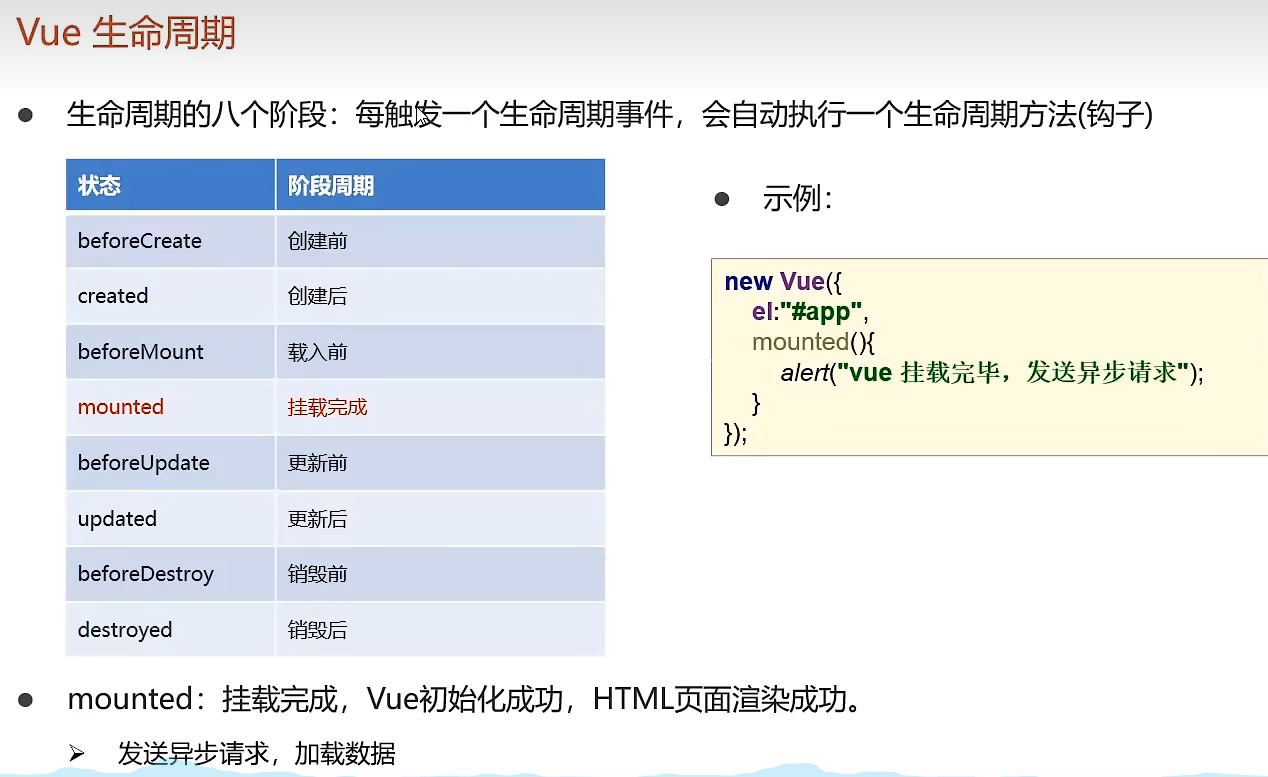 Vue 生命周期
● 生命周期的八个阶段：每触发一个生命周期事件，会自动执行一个生命周期方法(钩子)
状态 阶段周期
beforeCreate 创建前
created 创建后
beforeMount 载入前
mounted 挂载完成
beforeUpdate 更新前
updated 更新后
beforeDestroy 销毁前
destroyed 销毁后
● 示例：
new Vue({
el:"#app",
mounted(){
alert("vue 挂载完毕，发送异步请求");
}
});
● mounted：挂载完成，Vue初始化成功，HTML页面渲染成功。
➢ 发送异步请求，加载数据